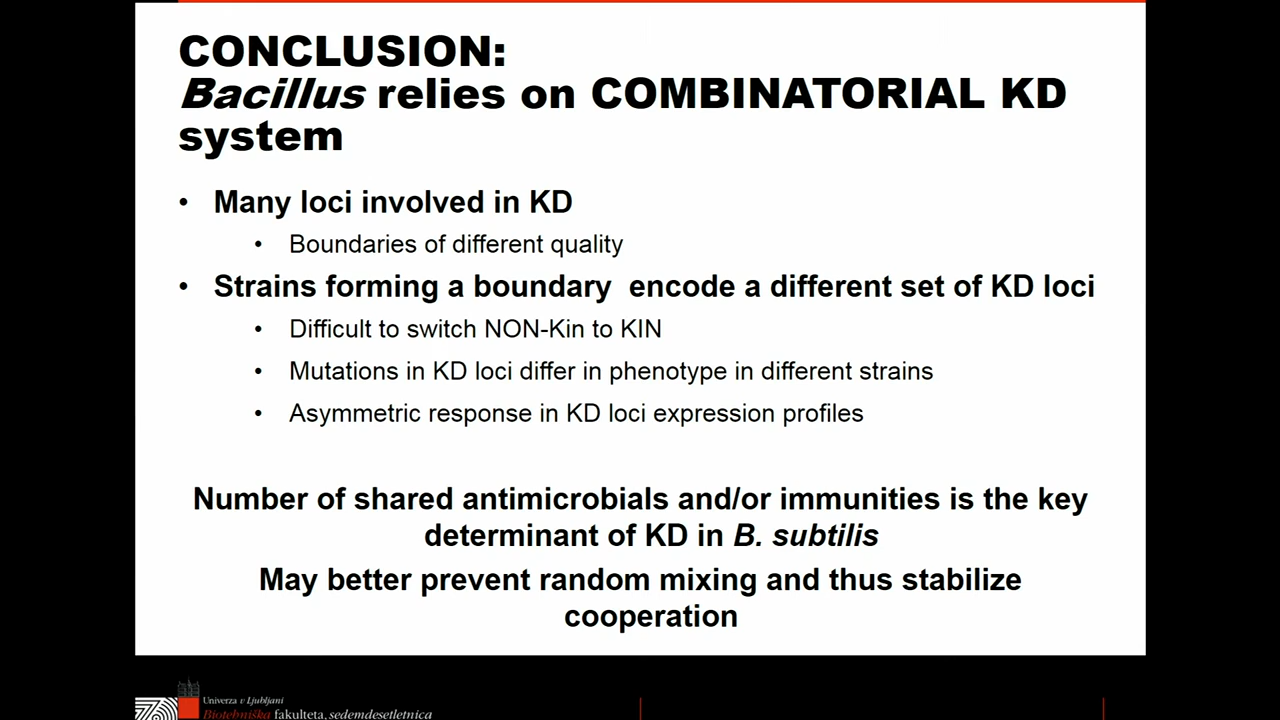 CONCLUSION:
Bacillus relies on COMBINATORIAL KD
system
• Many loci involved in KD
• Boundaries of different quality
• Strains forming a boundary encode a different set of KD loci
• Difficult to switch NON-Kin to KIN
• Mutations in KD loci differ in phenotype in different strains
• Asymmetric response in KD loci expression profiles
Number of shared antimicrobials and/or immunities is the key
determinant of KD in B. subtilis
May better prevent random mixing and thus stabilize
cooperation
Univerza v Ljubljani
Biotehniška fakulteta, sedemdesetletnica